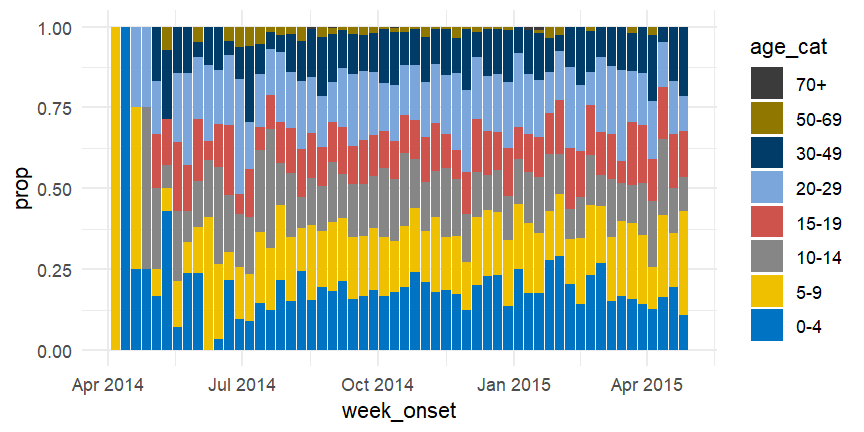 1.00
0.75
0.50
0.25
0.00
prop
Apr 2014
Jul 2014
Oct 2014
Jan 2015
Apr 2015
week_onset
age_cat
70+
50-69
30-49
20-29
15-19
10-14
5-9
0-4